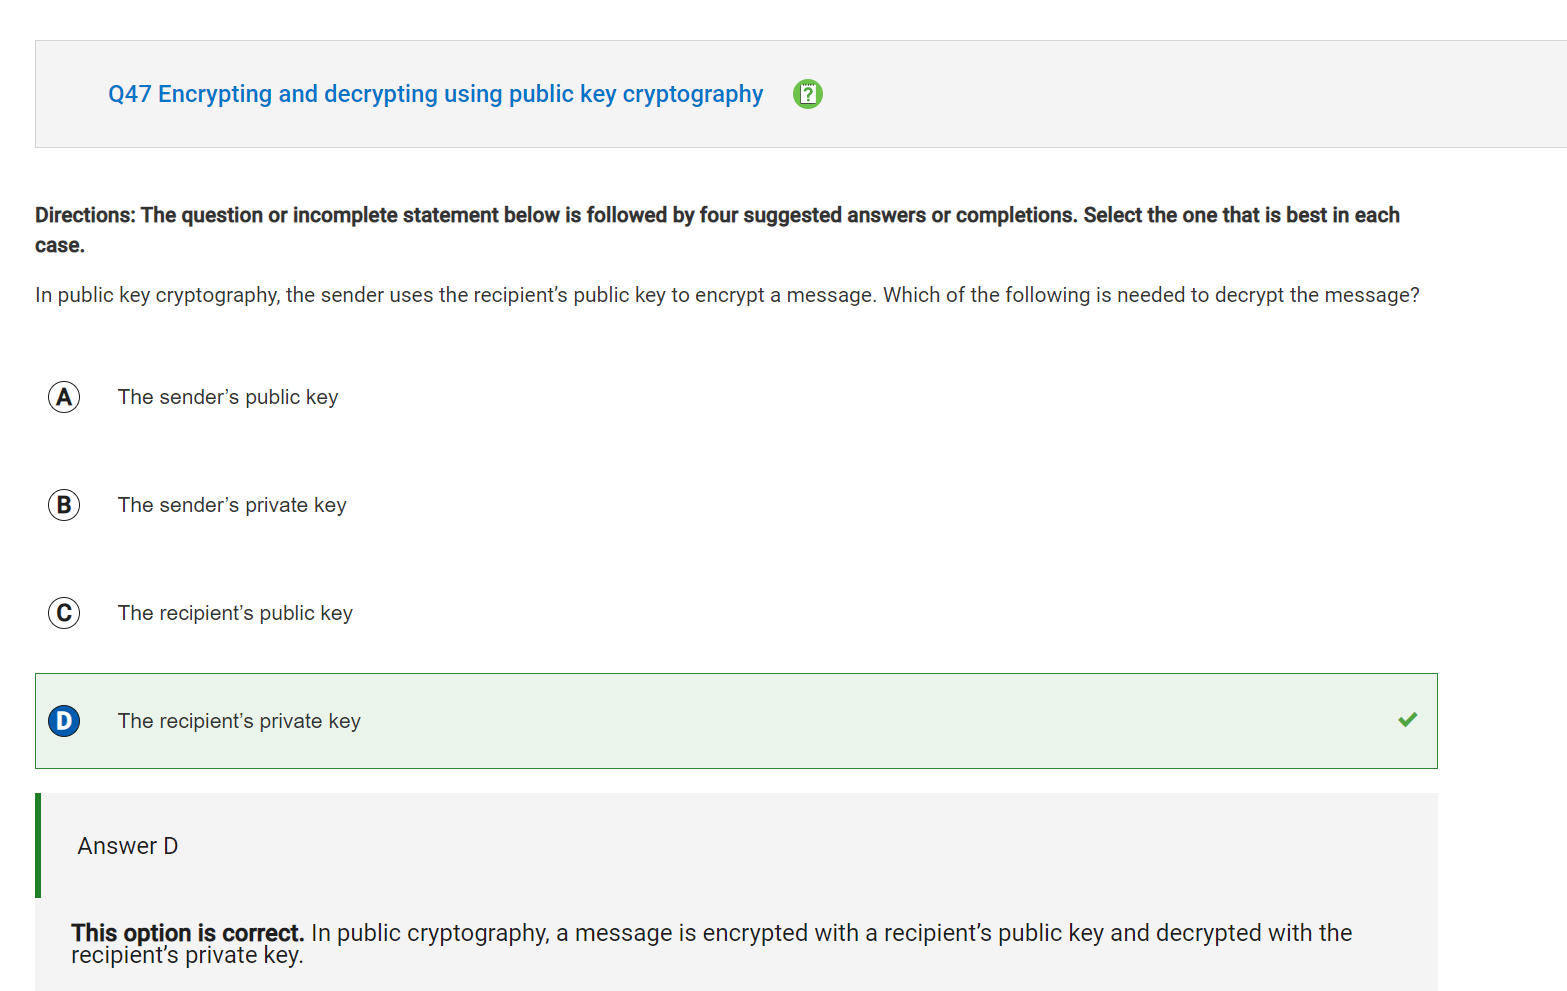 Q47 Encrypting and decrypting using public key cryptography ?
Directions: The question or incomplete statement below is followed by four suggested answers or completions. Select the one that is best in each
case.
In public key cryptography, the sender uses the recipient’s public key to encrypt a message. Which of the following is needed to decrypt the message?
A The sender’s public key
B The sender’s private key
C The recipient’s public key
D The recipient’s private key
Answer D
This option is correct. In public cryptography, a message is encrypted with a recipient’s public key and decrypted with the
recipient’s private key.